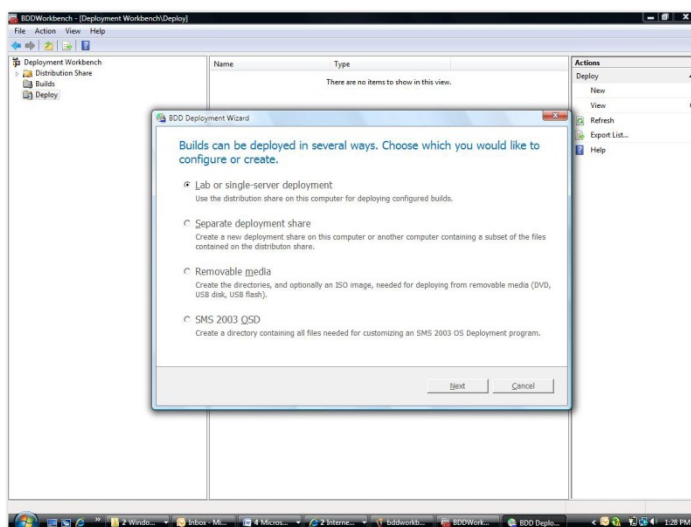 BDDWorkbench - [Deployment Workbench\Deploy]
File Action View Help
Deployment Workbench
Distribution Share
Builds
Deploy
Name Type
There are no items to show in this view.
Actions
Deploy
New
View
Refresh
Export List...
Help
BDD Deployment Wizard
Builds can be deployed in several ways. Choose which you would like to
configure or create.
Lab or single-server deployment
Use the distribution share on this computer for deploying configured builds.
Separate deployment share
Create a new deployment share on this computer or another computer containing a subset of the files
contained on the distributon share.
Removable media
Create the directories, and optionally an ISO image, needed for deploying from removable media (DVD,
USB disk, USB flash).
SMS 2003 OSD
Create a directory containing all files needed for customizing an SMS 2003 OS Deployment program.
Next Cancel
2 Windo... Inbox - Mi... 4 Micros... 2 Interne... bddworkb... BDDWork... BDD Deplo... 1:28 PM